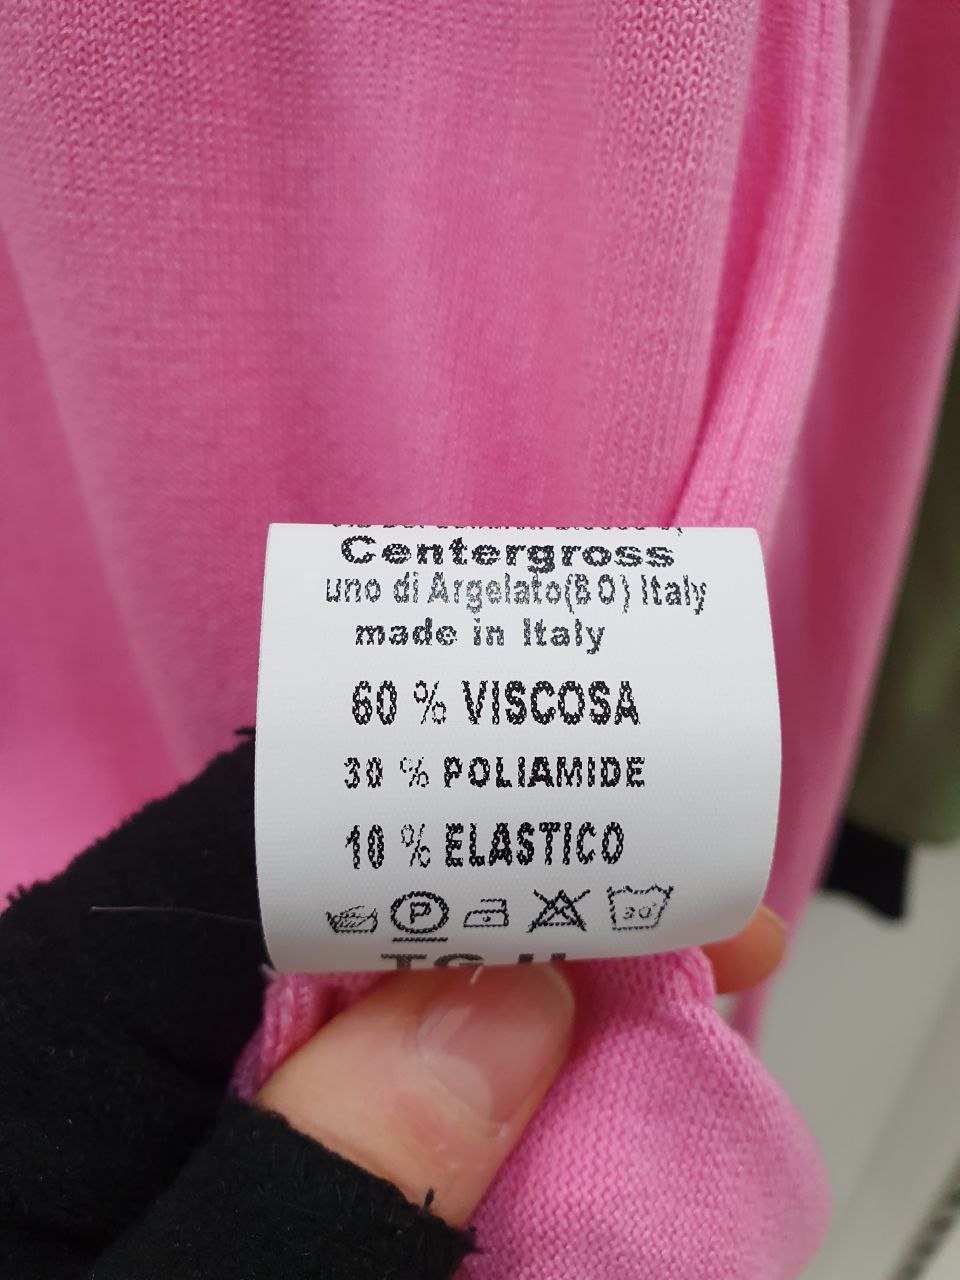 Centergross
uno di Argelato(BO) Italy
made in Italy
60 % VISCOSA
30 % POLIAMIDE
10 % ELASTICO
P
30°